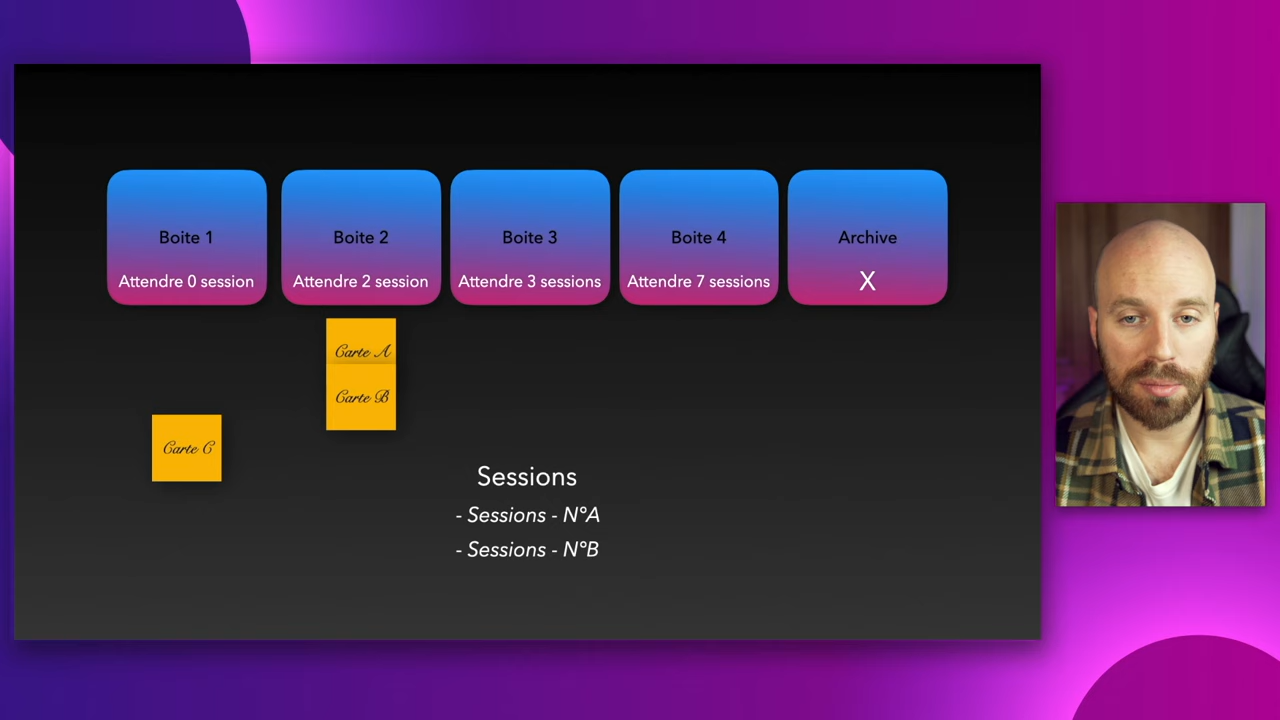 Boite 1
Attendre 0 session
Boite 2
Attendre 2 session
Boite 3
Attendre 3 sessions
Boite 4
Attendre 7 sessions
Archive
X
Carte A
Carte B
Carte C
Sessions
- Sessions - N°A
- Sessions - N°B